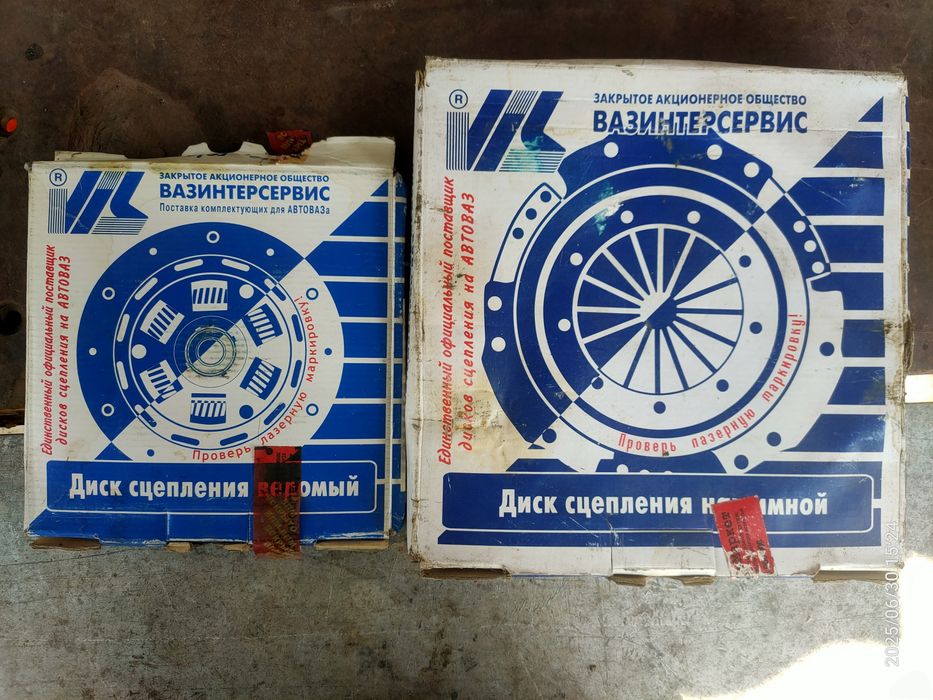 ®
ЗАКРЫТОЕ АКЦИОНЕРНОЕ ОБЩЕСТВО
ВАЗИНТЕРСЕРВИС
Поставка комплектующих для АВТОВАЗа
Единственный официальный поставщик
дисков сцепления на АВТОВАЗ
Проверь лазерную маркировку!
Диск сцепления ведомый
®
ЗАКРЫТОЕ АКЦИОНЕРНОЕ ОБЩЕСТВО
ВАЗИНТЕРСЕРВИС
Единственный официальный поставщик
дисков сцепления на АВТОВАЗ
Проверь лазерную маркировку!
Диск сцепления нажимной
2025/06/30 15:24